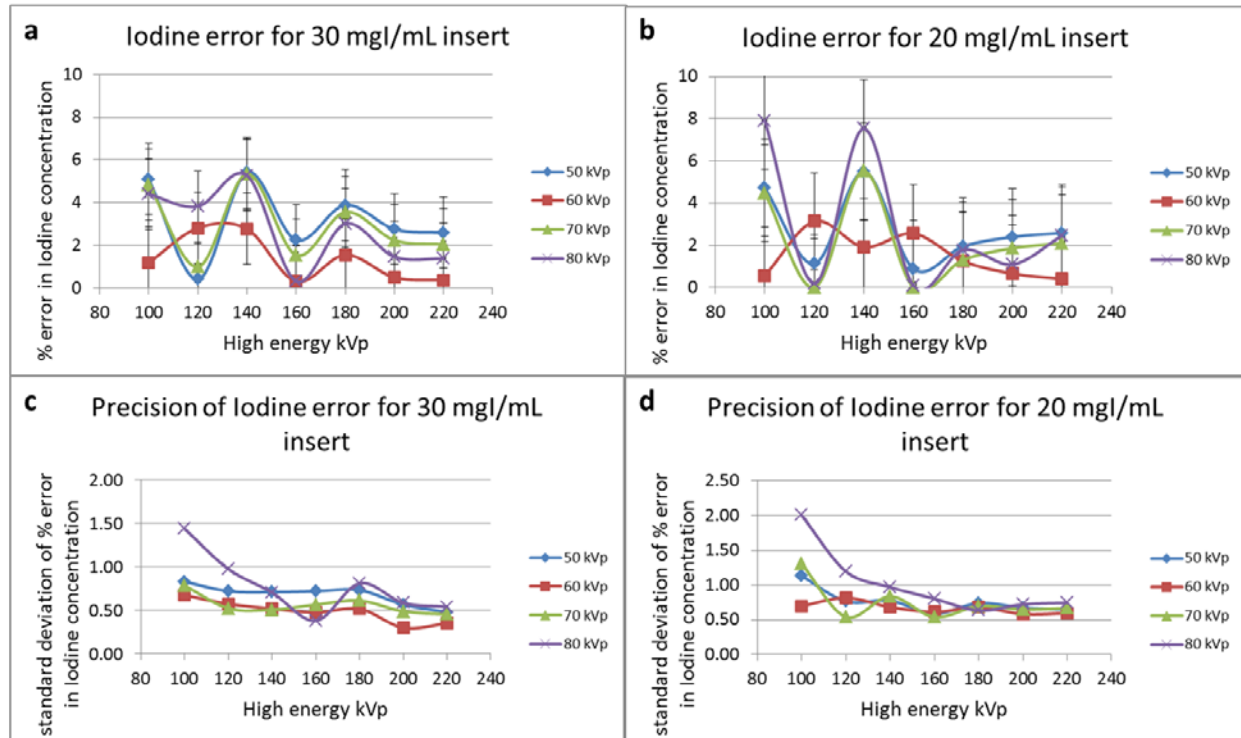 a
Iodine error for 30 mgI/mL insert
% error in Iodine concentration
10
8
6
4
2
0
80 100 120 140 160 180 200 220 240
High energy kVp
50 kVp
60 kVp
70 kVp
80 kVp
b
Iodine error for 20 mgI/mL insert
% error in Iodine concentration
10
8
6
4
2
0
80 100 120 140 160 180 200 220 240
High energy kVp
50 kVp
60 kVp
70 kVp
80 kVp
c
Precision of Iodine error for 30 mgI/mL
insert
standard deviation of % error
in Iodine concentration
2.00
1.50
1.00
0.50
0.00
80 100 120 140 160 180 200 220 240
High energy kVp
50 kVp
60 kVp
70 kVp
80 kVp
d
Precision of Iodine error for 20 mgI/mL
insert
standard deviation of % error
in Iodine concentration
2.50
2.00
1.50
1.00
0.50
0.00
80 100 120 140 160 180 200 220 240
High energy kVp
50 kVp
60 kVp
70 kVp
80 kVp